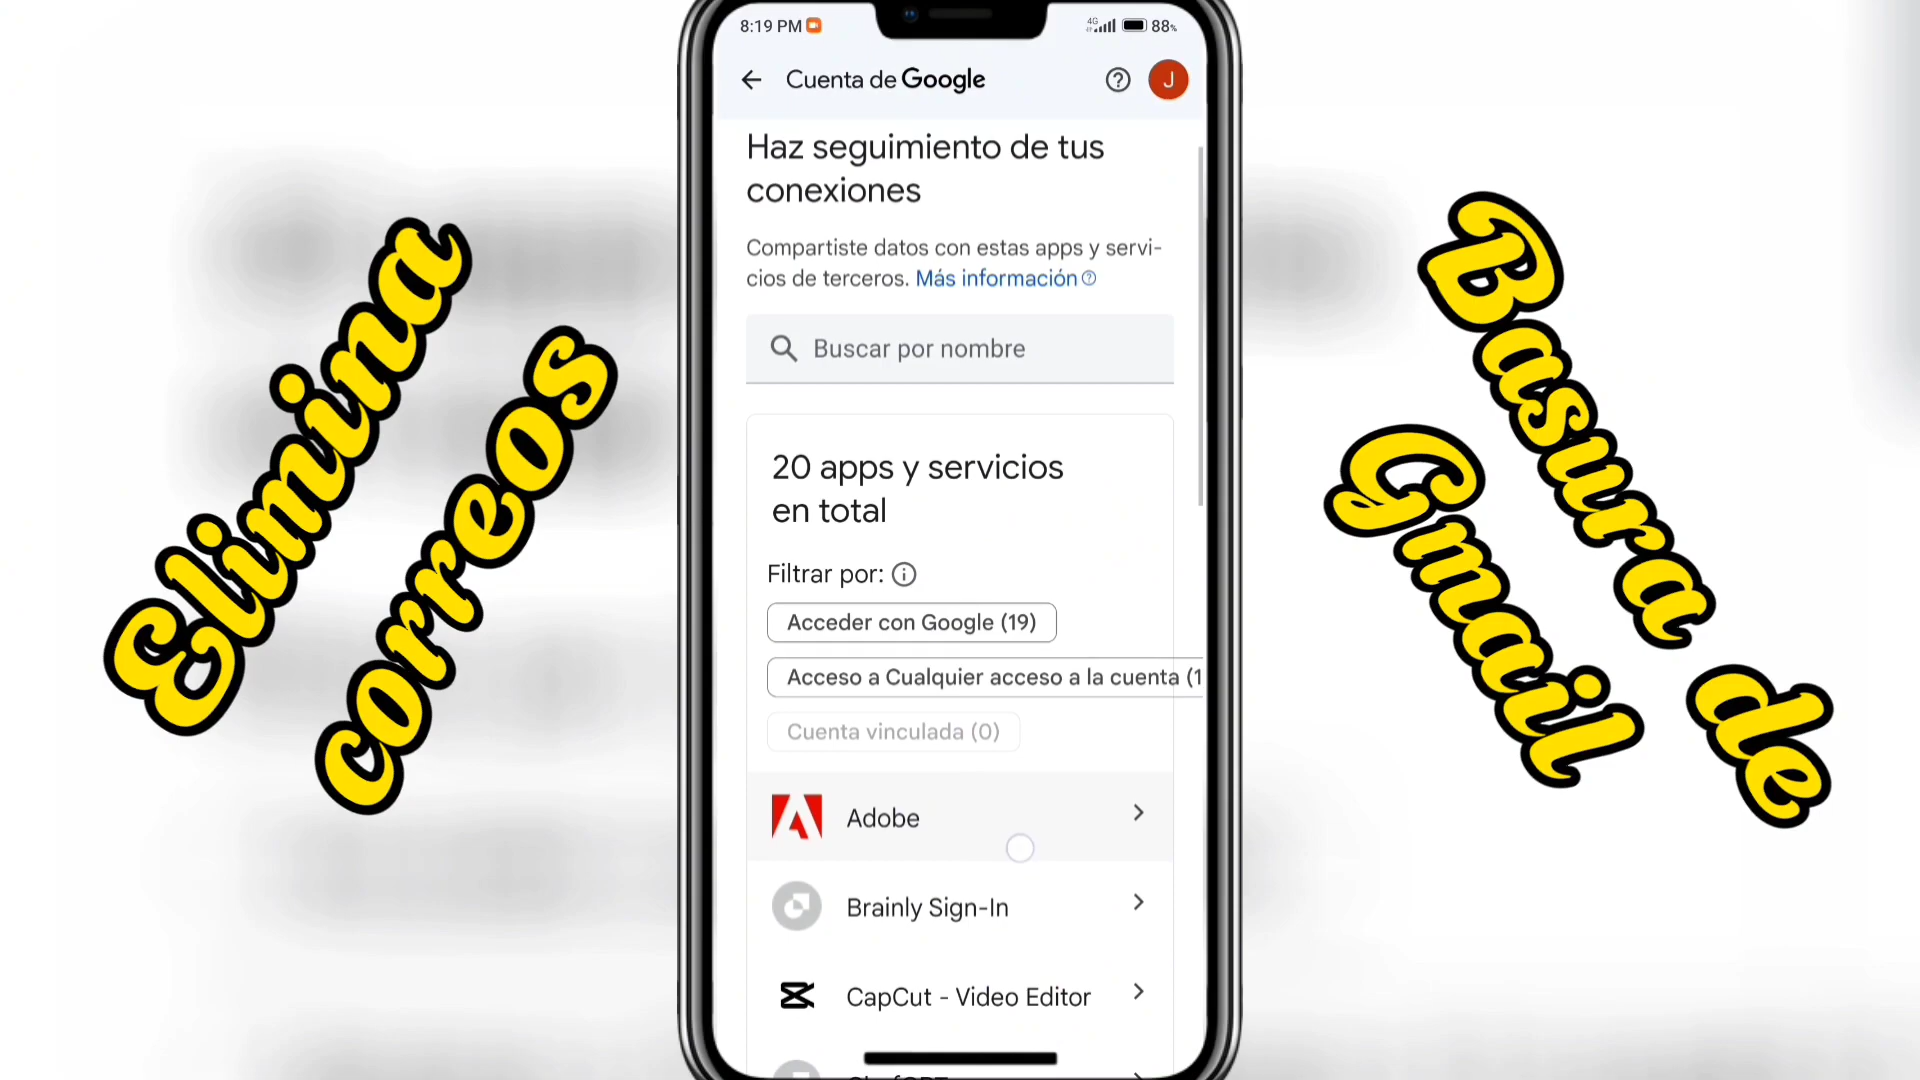 8:19 PM
4G
88%
Cuenta de Google
J
Haz seguimiento de tus
conexiones
Compartiste datos con estas apps y servi-
cios de terceros. Más información
Buscar por nombre
20 apps y servicios
en total
Filtrar por:
Acceder con Google (19)
Acceso a Cualquier acceso a la cuenta (1
Cuenta vinculada (0)
Adobe
Brainly Sign-In
CapCut - Video Editor
Elimina
correos
Basura de
Gmail